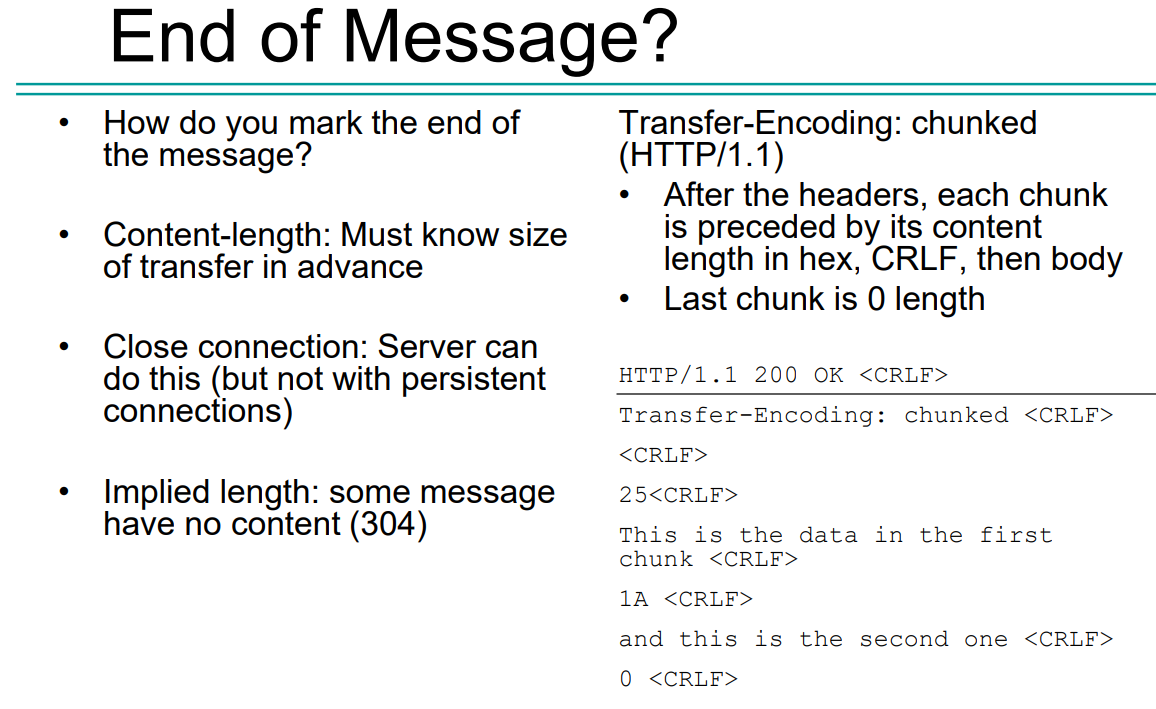 End of Message?
• How do you mark the end of
the message?
• Content-length: Must know size
of transfer in advance
• Close connection: Server can
do this (but not with persistent
connections)
• Implied length: some message
have no content (304)
Transfer-Encoding: chunked
(HTTP/1.1)
• After the headers, each chunk
is preceded by its content
length in hex, CRLF, then body
• Last chunk is 0 length
HTTP/1.1 200 OK <CRLF>
Transfer-Encoding: chunked <CRLF>
<CRLF>
25<CRLF>
This is the data in the first
chunk <CRLF>
1A <CRLF>
and this is the second one <CRLF>
0 <CRLF>